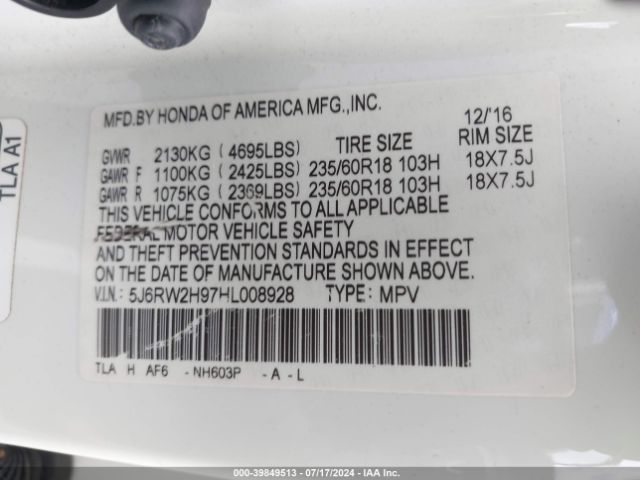 MFD.BY HONDA OF AMERICA MFG.,INC. 12/'16
TIRE SIZE RIM SIZE
GVWR 2130KG ( 4695LBS)
GAWR F 1100KG ( 2425LBS) 235/60R18 103H 18X7.5J
GAWR R 1075KG ( 2369LBS) 235/60R18 103H 18X7.5J
THIS VEHICLE CONFORMS TO ALL APPLICABLE
FEDERAL MOTOR VEHICLE SAFETY
AND THEFT PREVENTION STANDARDS IN EFFECT
ON THE DATE OF MANUFACTURE SHOWN ABOVE.
V.I.N.: 5J6RW2H97HL008928 TYPE: MPV
TLA H AF6 - NH603P - A - L
TLA A1
000-39849513 - 07/17/2024 - IAA Inc.